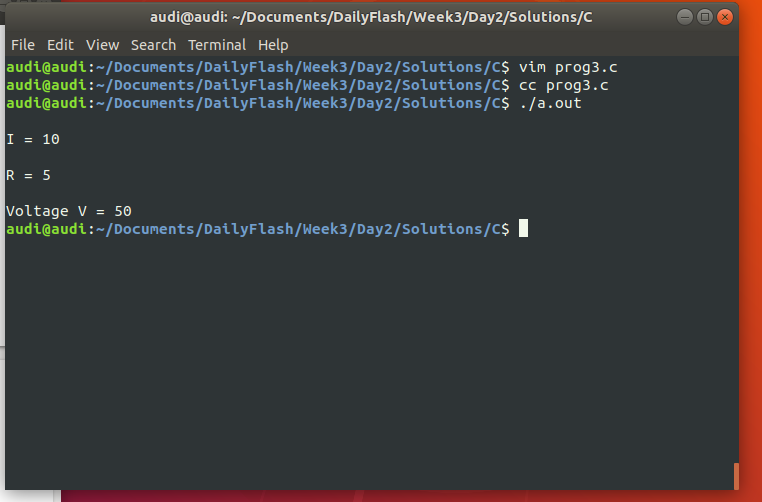 audi@audi: ~/Documents/DailyFlash/Week3/Day2/Solutions/C
File Edit View Search Terminal Help
audi@audi:~/Documents/DailyFlash/Week3/Day2/Solutions/C$ vim prog3.c
audi@audi:~/Documents/DailyFlash/Week3/Day2/Solutions/C$ cc prog3.c
audi@audi:~/Documents/DailyFlash/Week3/Day2/Solutions/C$ ./a.out
I = 10
R = 5
Voltage V = 50
audi@audi:~/Documents/DailyFlash/Week3/Day2/Solutions/C$